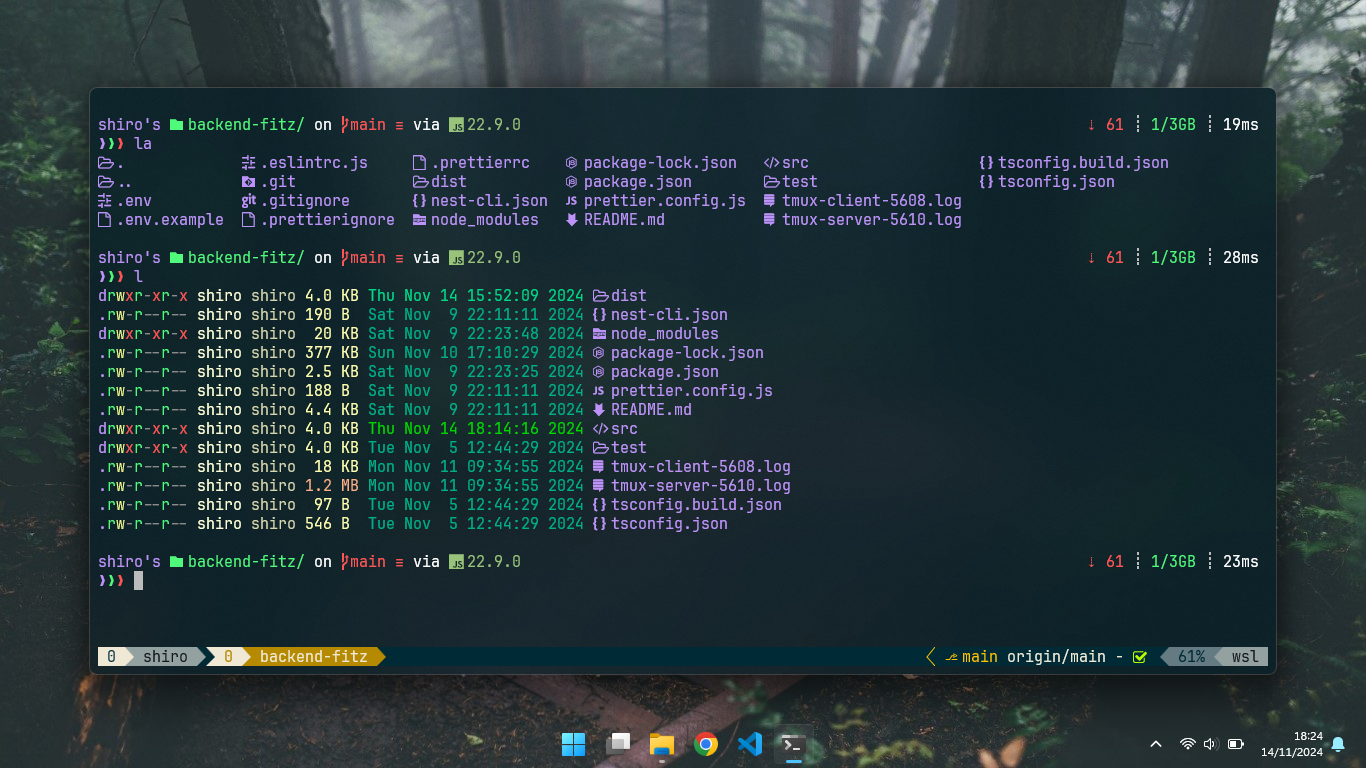 shiro's backend-fitz/ on main ≡ via JS 22.9.0 ↓ 61 ┊ 1/3GB ┊ 19ms
❯❯❯ la
. .eslintrc.js .prettierrc package-lock.json src tsconfig.build.json
.. .git dist package.json test tsconfig.json
.env git .gitignore nest-cli.json JS prettier.config.js tmux-client-5608.log
.env.example .prettierignore node_modules README.md tmux-server-5610.log
shiro's backend-fitz/ on main ≡ via JS 22.9.0 ↓ 61 ┊ 1/3GB ┊ 28ms
❯❯❯ l
drwxr-xr-x shiro shiro 4.0 KB Thu Nov 14 15:52:09 2024 dist
.rw-r--r-- shiro shiro 190 B Sat Nov 9 22:11:11 2024 {} nest-cli.json
drwxr-xr-x shiro shiro 20 KB Sat Nov 9 22:23:48 2024 node_modules
.rw-r--r-- shiro shiro 377 KB Sun Nov 10 17:10:29 2024 package-lock.json
.rw-r--r-- shiro shiro 2.5 KB Sat Nov 9 22:23:25 2024 package.json
.rw-r--r-- shiro shiro 188 B Sat Nov 9 22:11:11 2024 JS prettier.config.js
.rw-r--r-- shiro shiro 4.4 KB Sat Nov 9 22:11:11 2024 README.md
drwxr-xr-x shiro shiro 4.0 KB Thu Nov 14 18:14:16 2024 </> src
drwxr-xr-x shiro shiro 4.0 KB Tue Nov 5 12:44:29 2024 test
.rw-r--r-- shiro shiro 18 KB Mon Nov 11 09:34:55 2024 tmux-client-5608.log
.rw-r--r-- shiro shiro 1.2 MB Mon Nov 11 09:34:55 2024 tmux-server-5610.log
.rw-r--r-- shiro shiro 97 B Tue Nov 5 12:44:29 2024 {} tsconfig.build.json
.rw-r--r-- shiro shiro 546 B Tue Nov 5 12:44:29 2024 {} tsconfig.json
shiro's backend-fitz/ on main ≡ via JS 22.9.0 ↓ 61 ┊ 1/3GB ┊ 23ms
❯❯❯
0 shiro 0 backend-fitz main origin/main - 61% wsl
18:24
14/11/2024